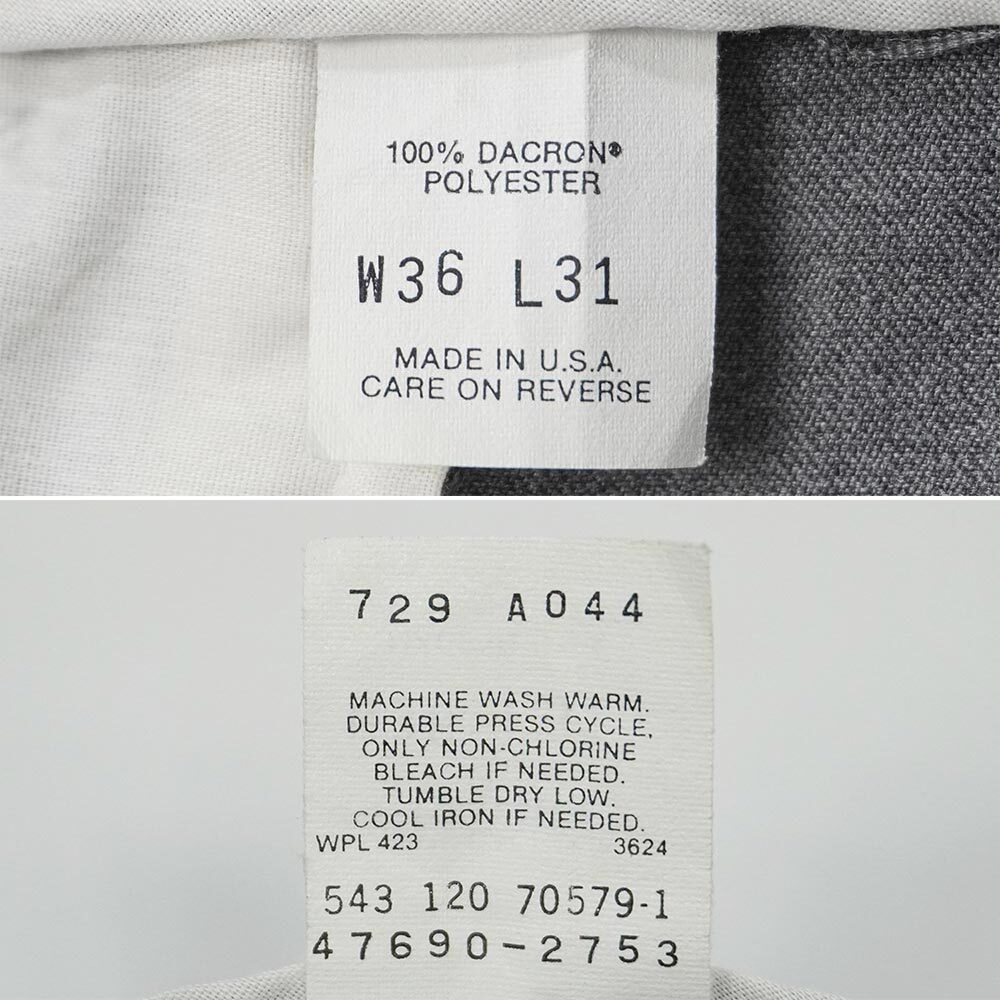 100% DACRON®
POLYESTER
W36 L31
MADE IN U.S.A.
CARE ON REVERSE
729 A044
MACHINE WASH WARM.
DURABLE PRESS CYCLE,
ONLY NON-CHLORINE
BLEACH IF NEEDED.
TUMBLE DRY LOW.
COOL IRON IF NEEDED.
WPL 423 3624
543 120 70579-1
47690-2753